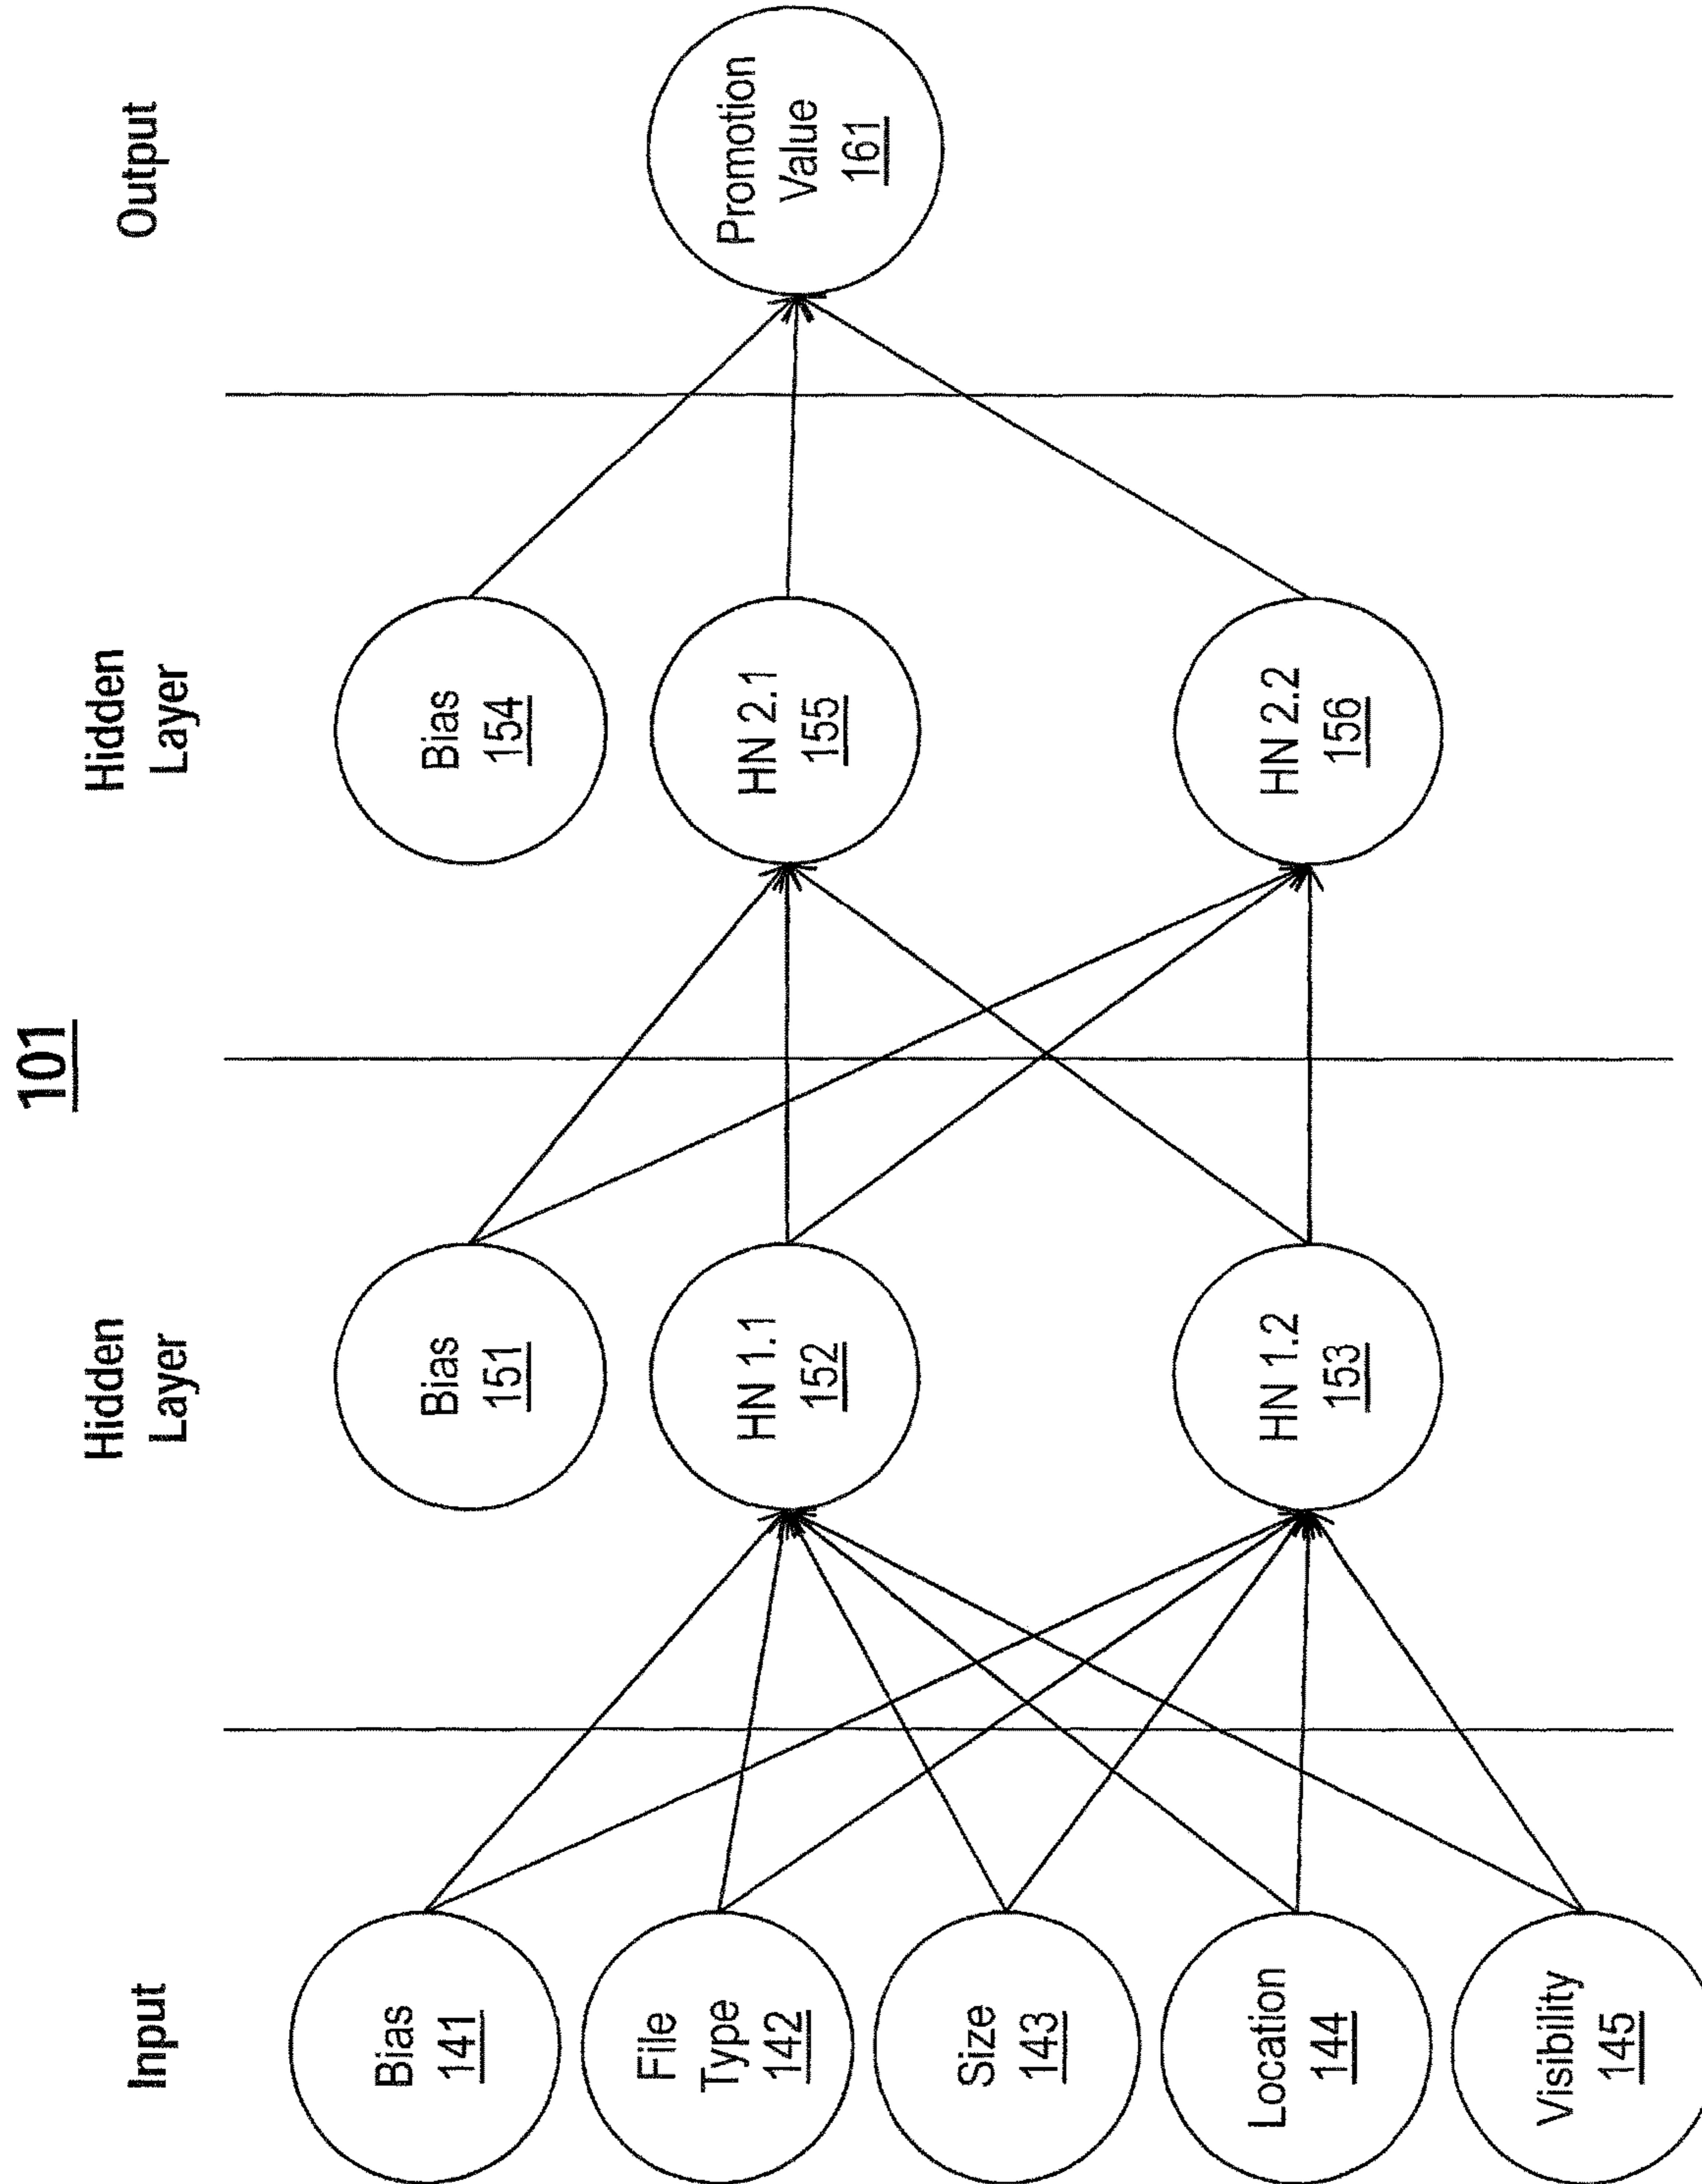 101
Input
Hidden
Layer
Hidden
Layer
Output
Bias
141
File
Type
142
Size
143
Location
144
Visibility
145
Bias
151
HN 1.1
152
HN 1.2
153
Bias
154
HN 2.1
155
HN 2.2
156
Promotion
Value
161